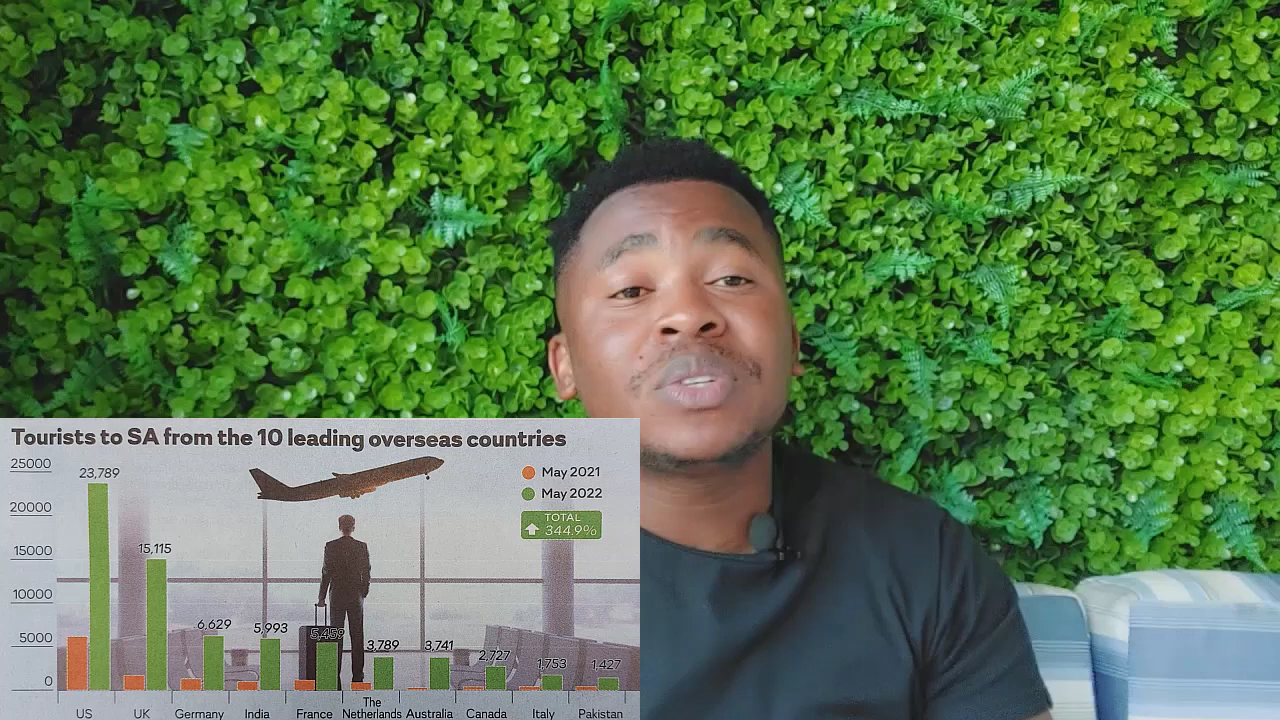 Tourists to SA from the 10 leading overseas countries
25000
20000
15000
10000
5000
0
May 2021
May 2022
TOTAL
344.9%
23,789
15,115
6.629
5,993
5,459
3,789
3,741
2,727
1,753
1,427
US
UK
Germany
India
France
The
Netherlands
Australia
Canada
Italy
Pakistan